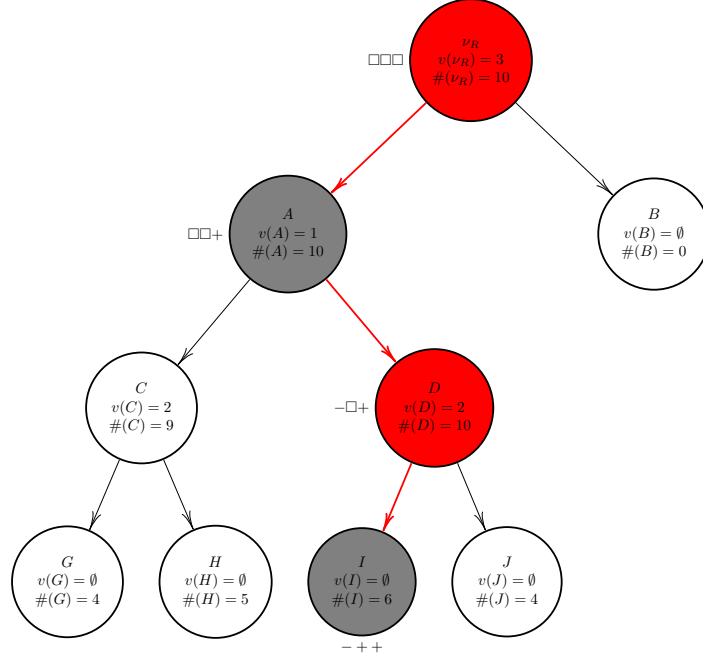 ν_R
□□□
v(ν_R) = 3
#(ν_R) = 10
A
□□+
v(A) = 1
#(A) = 10
B
v(B) = ∅
#(B) = 0
C
v(C) = 2
#(C) = 9
D
−□+
v(D) = 2
#(D) = 10
G
v(G) = ∅
#(G) = 4
H
v(H) = ∅
#(H) = 5
I
v(I) = ∅
#(I) = 6
J
v(J) = ∅
#(J) = 4
− + +